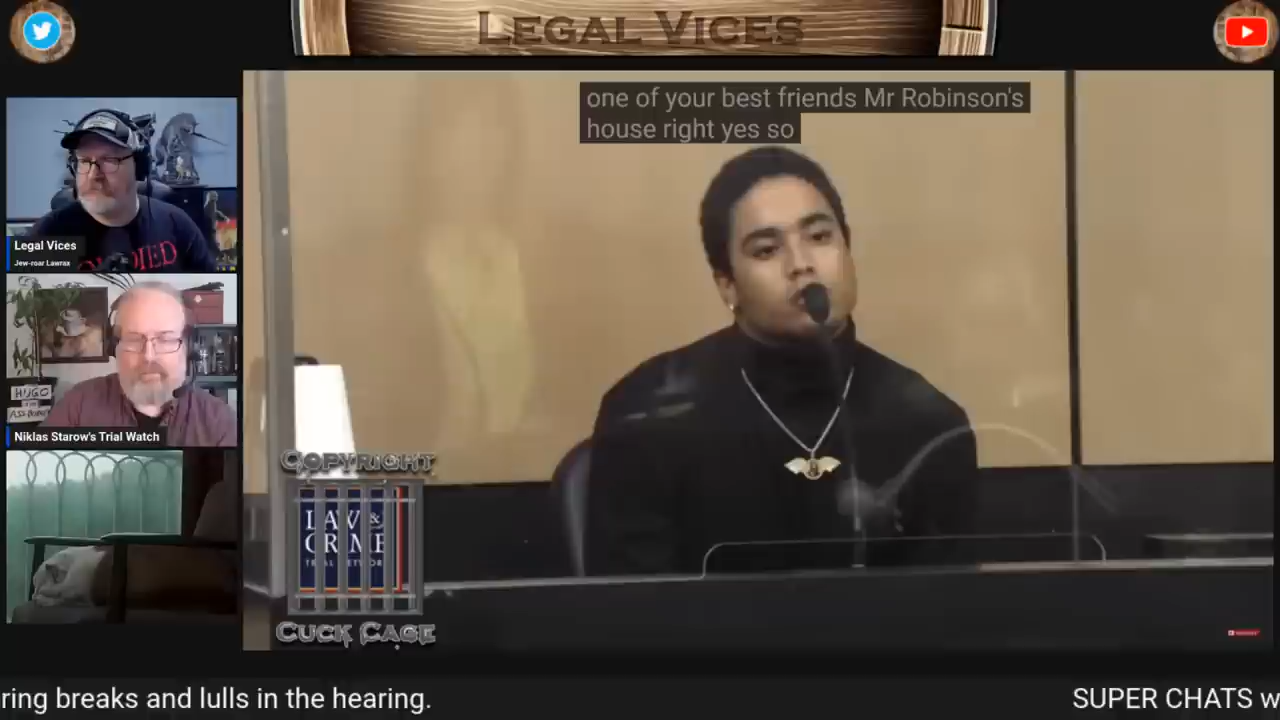 LEGAL VICES
one of your best friends Mr Robinson's
house right yes so
Legal Vices
Jew-roar Lawrax
HUGO
Niklas Starow's Trial Watch
COPYRIGHT
LAW &
CRIME
CUCK CAGE
ring breaks and lulls in the hearing.
SUPER CHATS w